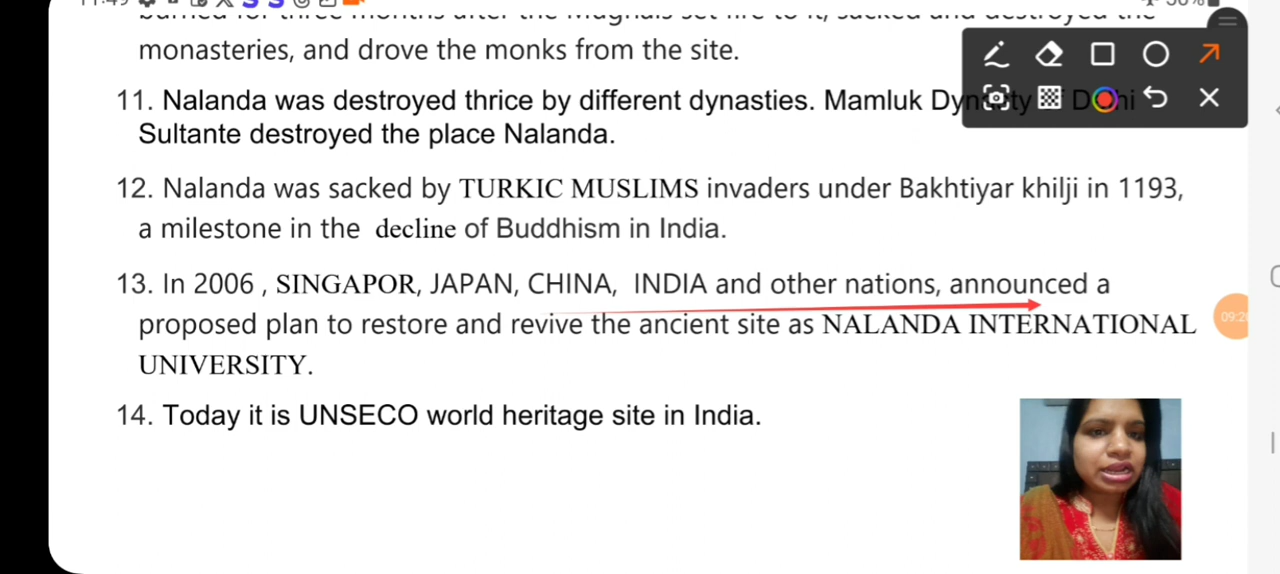 monasteries, and drove the monks from the site.
11. Nalanda was destroyed thrice by different dynasties. Mamluk
Sultante destroyed the place Nalanda.
12. Nalanda was sacked by TURKIC MUSLIMS invaders under Bakhtiyar khilji in 1193,
a milestone in the decline of Buddhism in India.
13. In 2006 , SINGAPOR, JAPAN, CHINA, INDIA and other nations, announced a
proposed plan to restore and revive the ancient site as NALANDA INTERNATIONAL
UNIVERSITY.
14. Today it is UNSECO world heritage site in India.